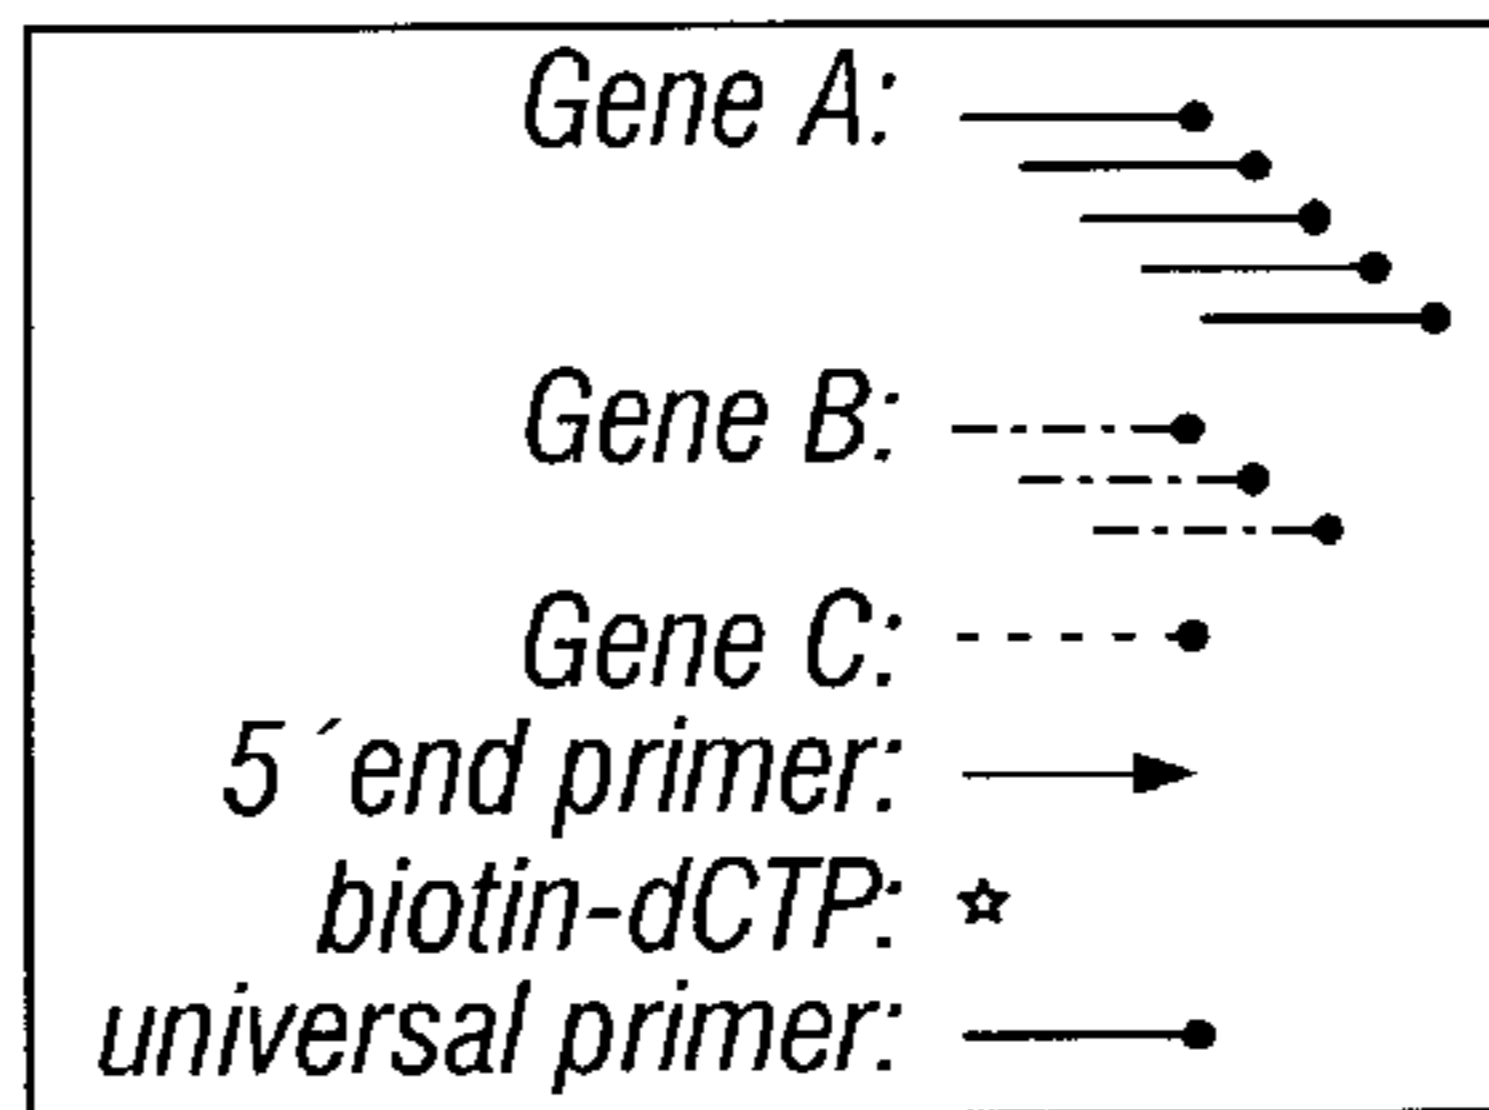 Gene A:
Gene B:
Gene C:
5´end primer:
biotin-dCTP:
universal primer: